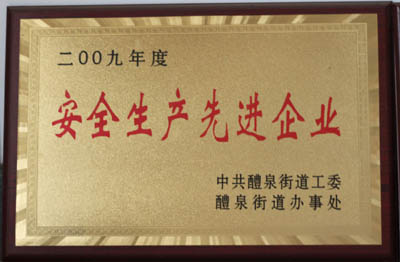 二00九年度
安全生产先进企业
中共醴泉街道工委
醴泉街道办事处